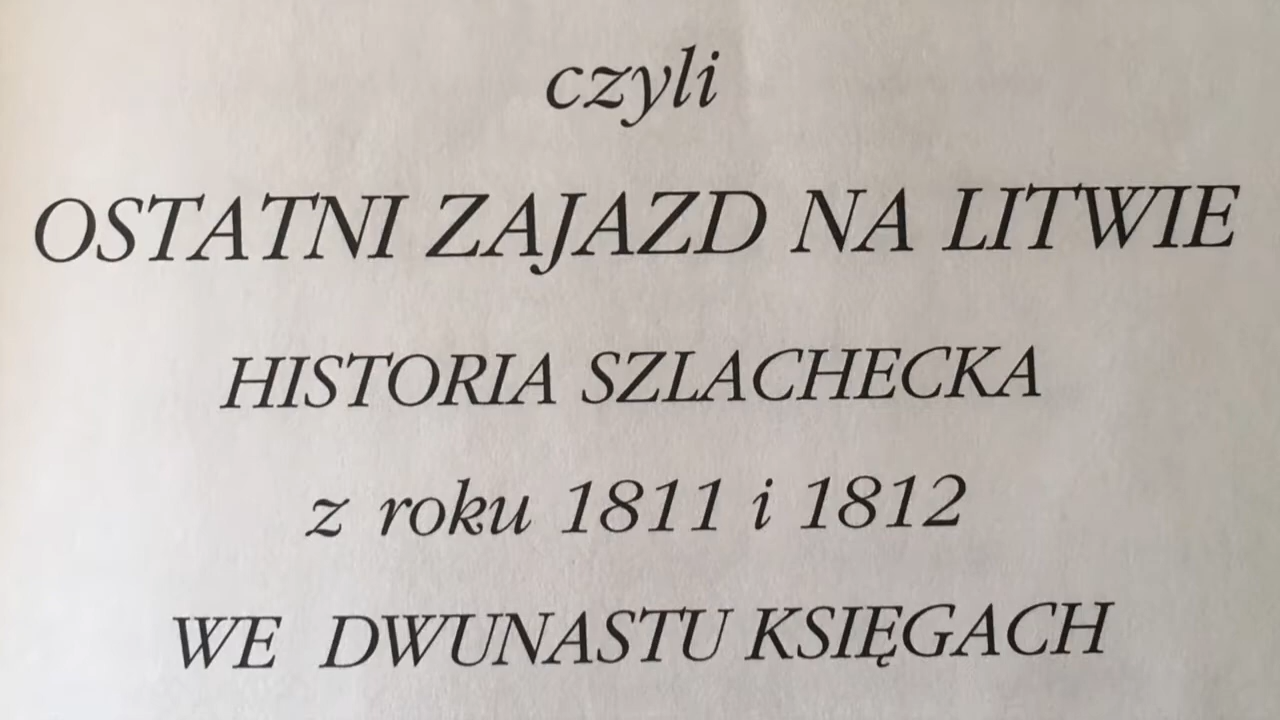 czyli
OSTATNI ZAJAZD NA LITWIE
HISTORIA SZLACHECKA
z roku 1811 i 1812
WE DWUNASTU KSIĘGACH